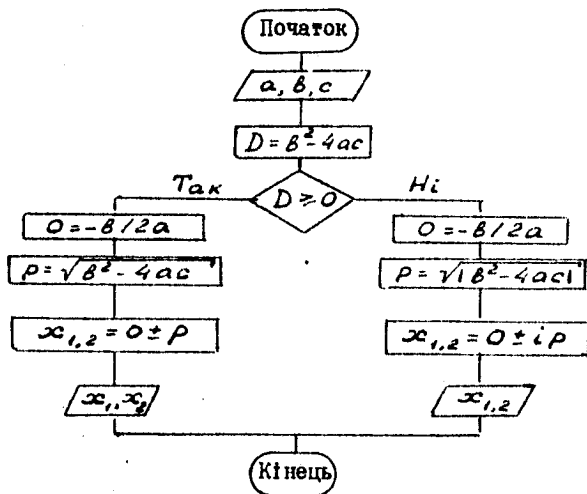 Початок
a, в, c
D = в² - 4ac
Так
D ≥ 0
Ні
O = -в / 2a
O = -в / 2a
P = √в² - 4ac
P = √|в² - 4ac|
x₁,₂ = O ± P
x₁,₂ = O ± iP
x₁, x₂
x₁,₂
Кінець